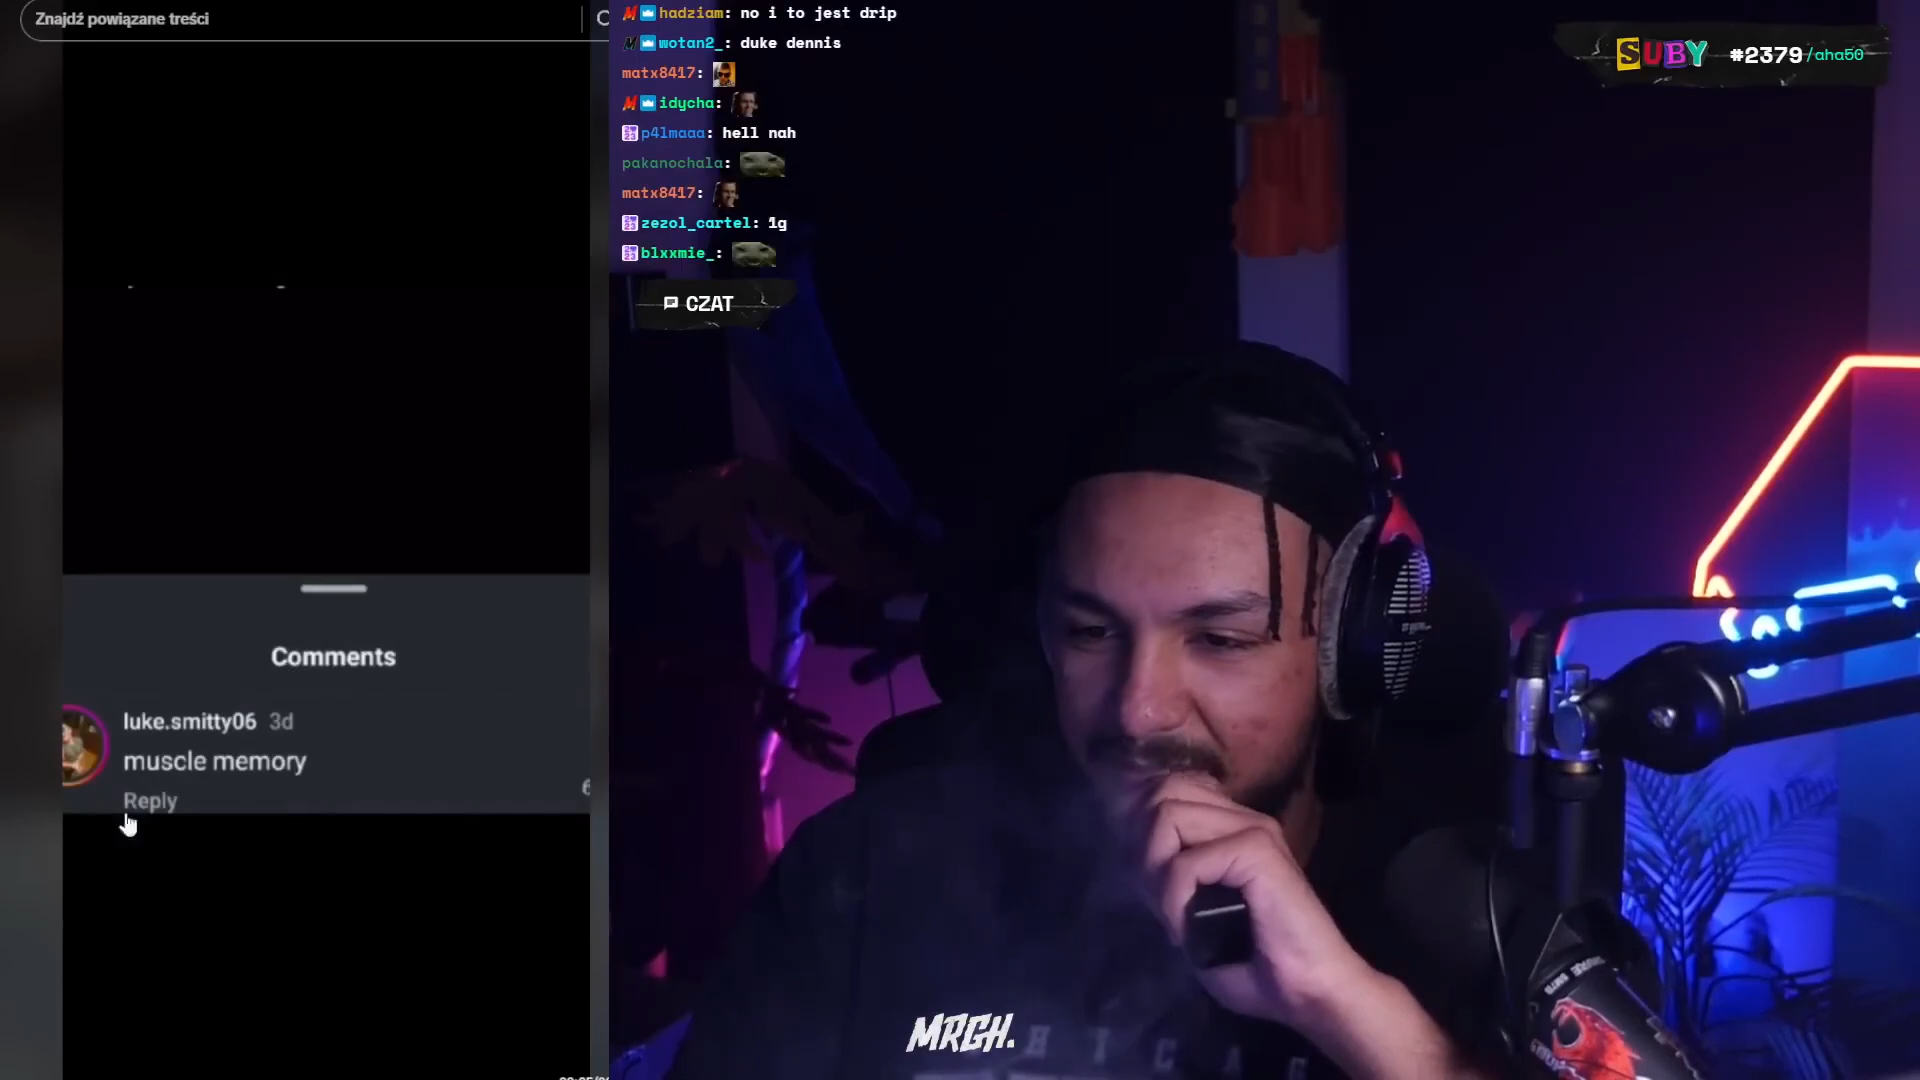 Znajdź powiązane treści
hadziam: no i to jest drip
wotan2_: duke dennis
matx8417:
idycha:
p4lmaaa: hell nah
pakanochala:
matx8417:
zezol_cartel: 1g
blxxmie_:
CZAT
SUBY #2379/aha50
Comments
luke.smitty06 3d
muscle memory
Reply
MRGH.